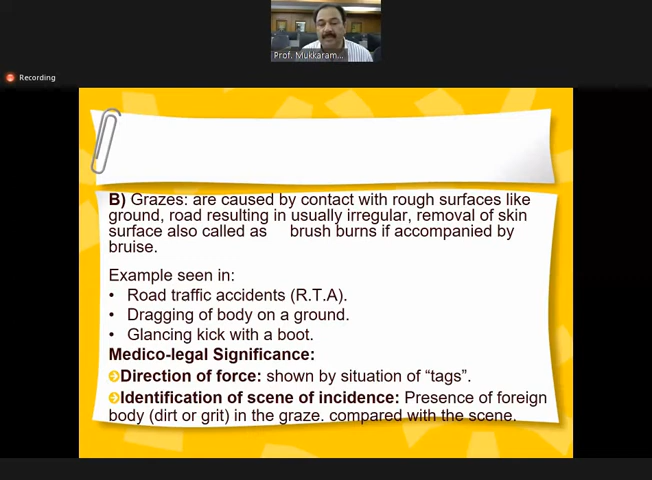 Prof. Mukkaram...
Recording
B) Grazes: are caused by contact with rough surfaces like
ground, road resulting in usually irregular, removal of skin
surface also called as brush burns if accompanied by
bruise.
Example seen in:
• Road traffic accidents (R.T.A).
• Dragging of body on a ground.
• Glancing kick with a boot.
Medico-legal Significance:
Direction of force: shown by situation of “tags”.
Identification of scene of incidence: Presence of foreign
body (dirt or grit) in the graze. compared with the scene.